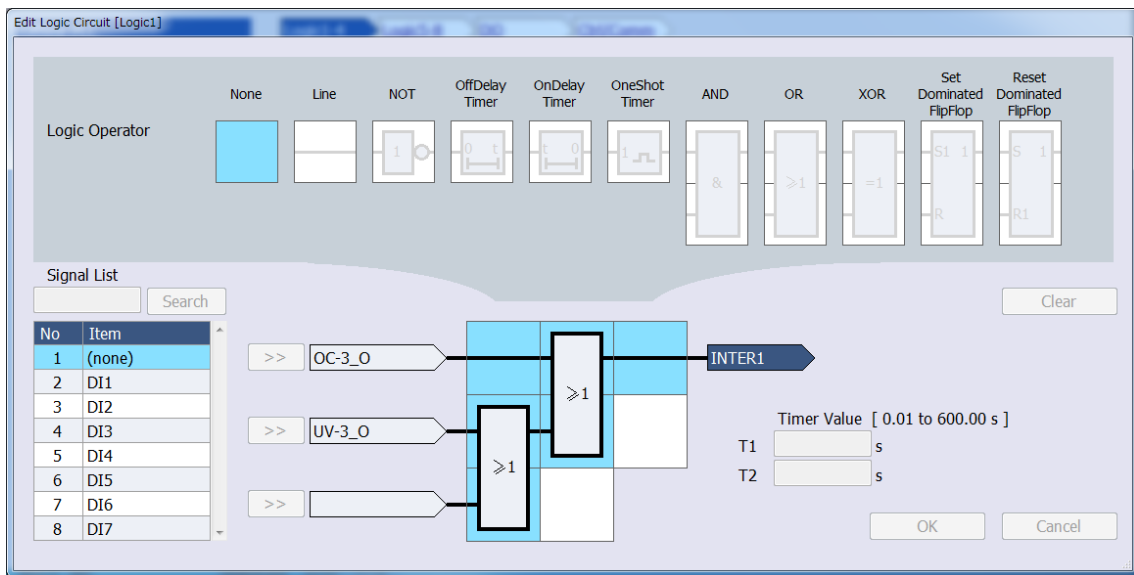 Edit Logic Circuit [Logic1]
None
Line
NOT
OffDelay
Timer
OnDelay
Timer
OneShot
Timer
AND
OR
XOR
Set
Dominated
FlipFlop
Reset
Dominated
FlipFlop
Logic Operator
1
0 t
t 0
1
&
≥1
=1
S1 1
R
S 1
R1
Signal List
Search
Clear
No Item
1 (none)
2 DI1
3 DI2
4 DI3
5 DI4
6 DI5
7 DI6
8 DI7
>> OC-3_O
>> UV-3_O
>>
≥1
≥1
INTER1
Timer Value [ 0.01 to 600.00 s ]
T1 s
T2 s
OK
Cancel